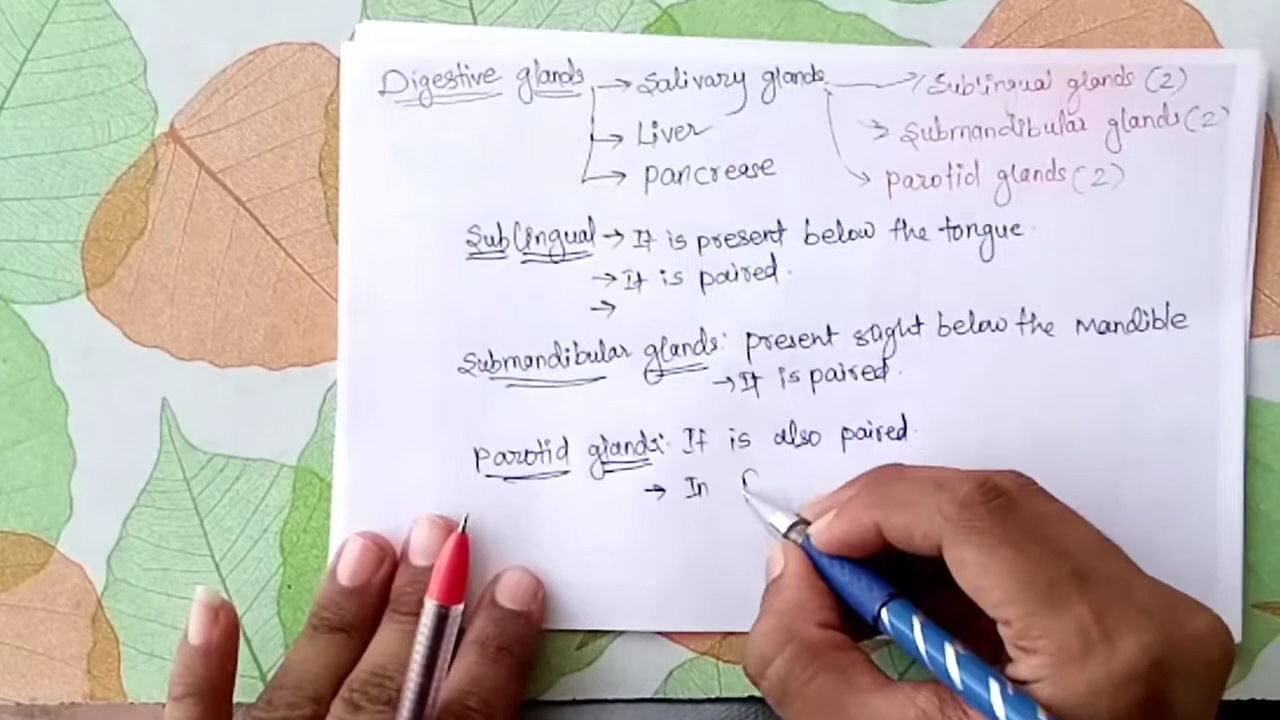 Digestive glands → Salivary glands → Sublingual glands (2)
→ Liver → Submandibular glands (2)
→ pancrease → parotid glands (2)
Sublingual → It is present below the tongue
→ It is paired.
→
Submandibular glands: present below the Mandible
→ It is paired.
Parotid glands: It is also paired.
→ In